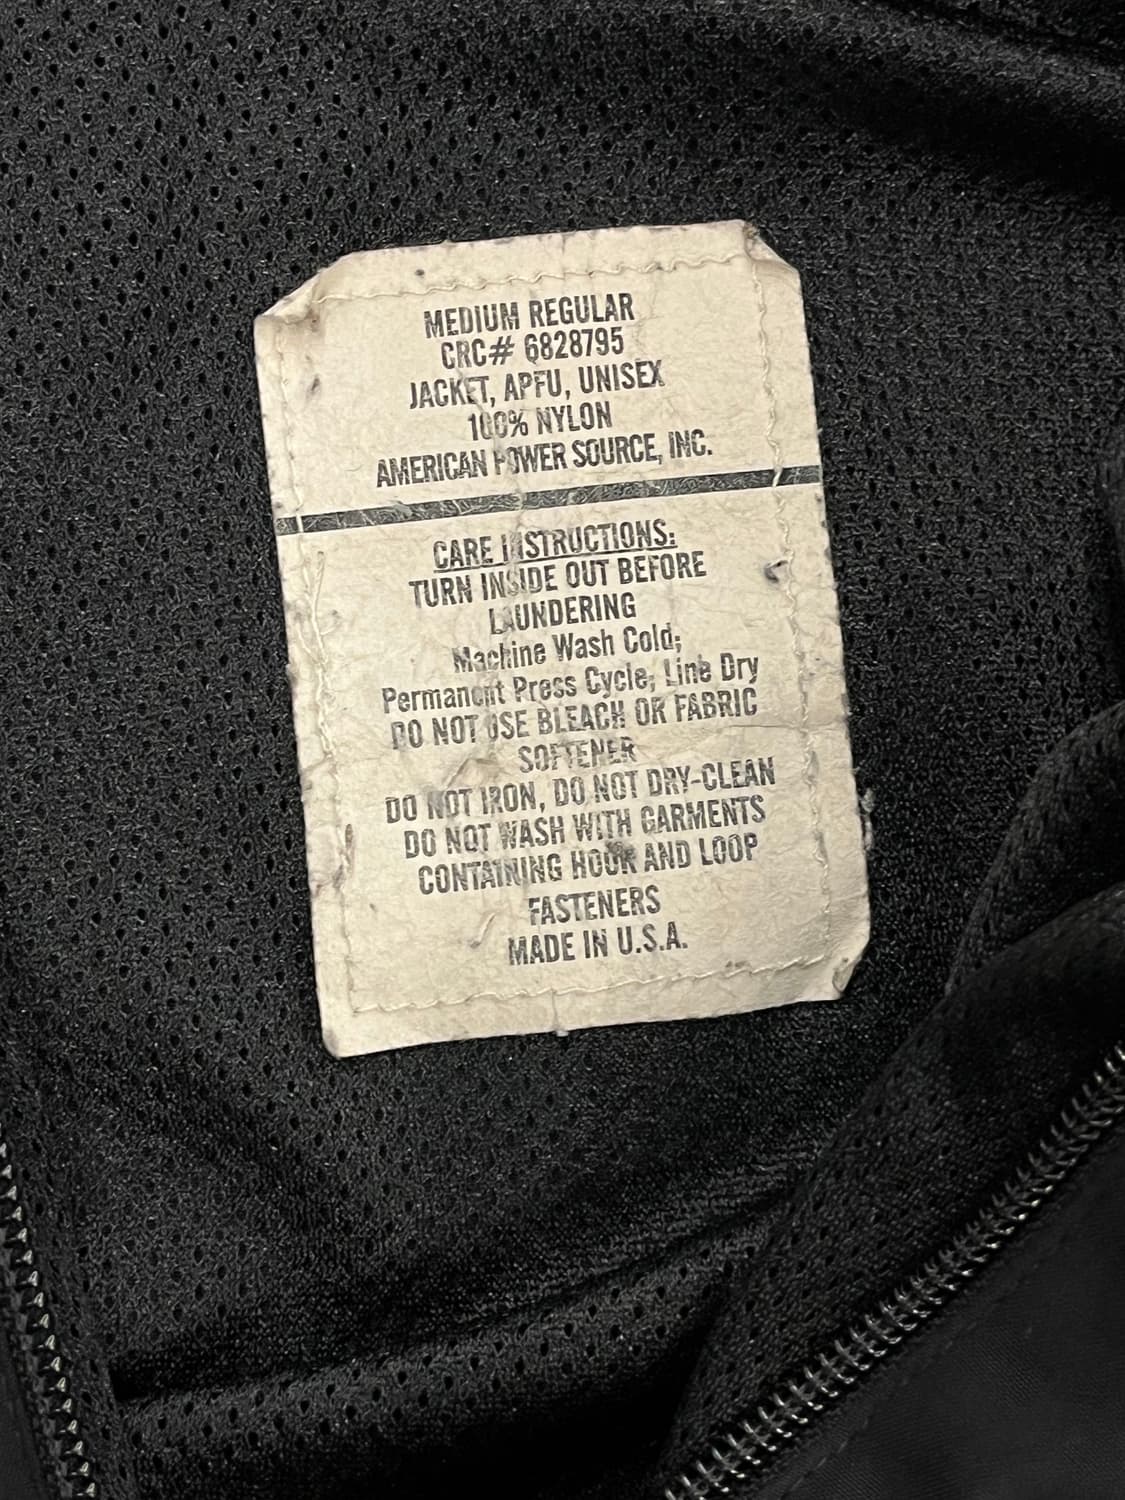 MEDIUM REGULAR
CRC# 6828795
JACKET, APFU, UNISEX
100% NYLON
AMERICAN POWER SOURCE, INC.
CARE INSTRUCTIONS:
TURN INSIDE OUT BEFORE
LAUNDERING
Machine Wash Cold;
Permanent Press Cycle; Line Dry
DO NOT USE BLEACH OR FABRIC
SOFTENER
DO NOT IRON, DO NOT DRY-CLEAN
DO NOT WASH WITH GARMENTS
CONTAINING HOOK AND LOOP
FASTENERS
MADE IN U.S.A.